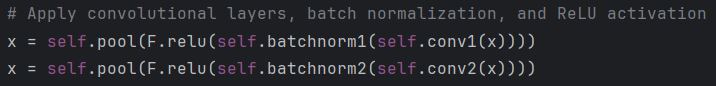 # Apply convolutional layers, batch normalization, and ReLU activation
x = self.pool(F.relu(self.batchnorm1(self.conv1(x))))
x = self.pool(F.relu(self.batchnorm2(self.conv2(x))))